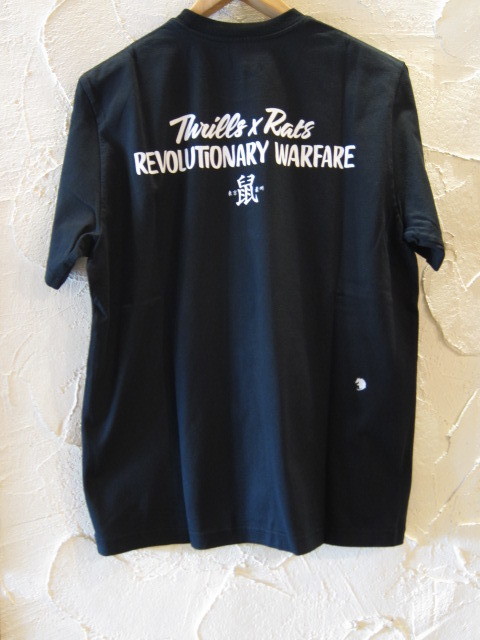 Thrills x Rats
REVOLUTIONARY WARFARE
鼠